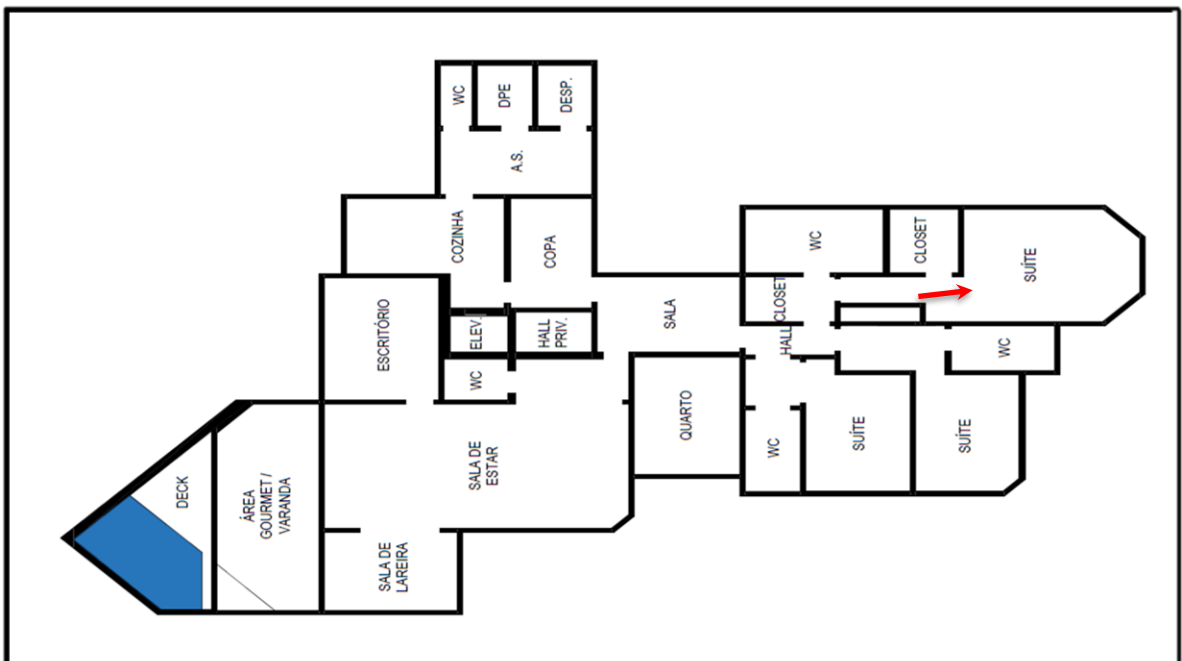 WC
DPE
DESP.
A.S.
COZINHA
COPA
WC
CLOSET
SUÍTE
ESCRITÓRIO
ELEV.
HALL
PRIV.
SALA
CLOSET
HALL
WC
WC
QUARTO
SUÍTE
SUÍTE
WC
SALA DE
ESTAR
DECK
ÁREA
GOURMET /
VARANDA
SALA DE
LAREIRA